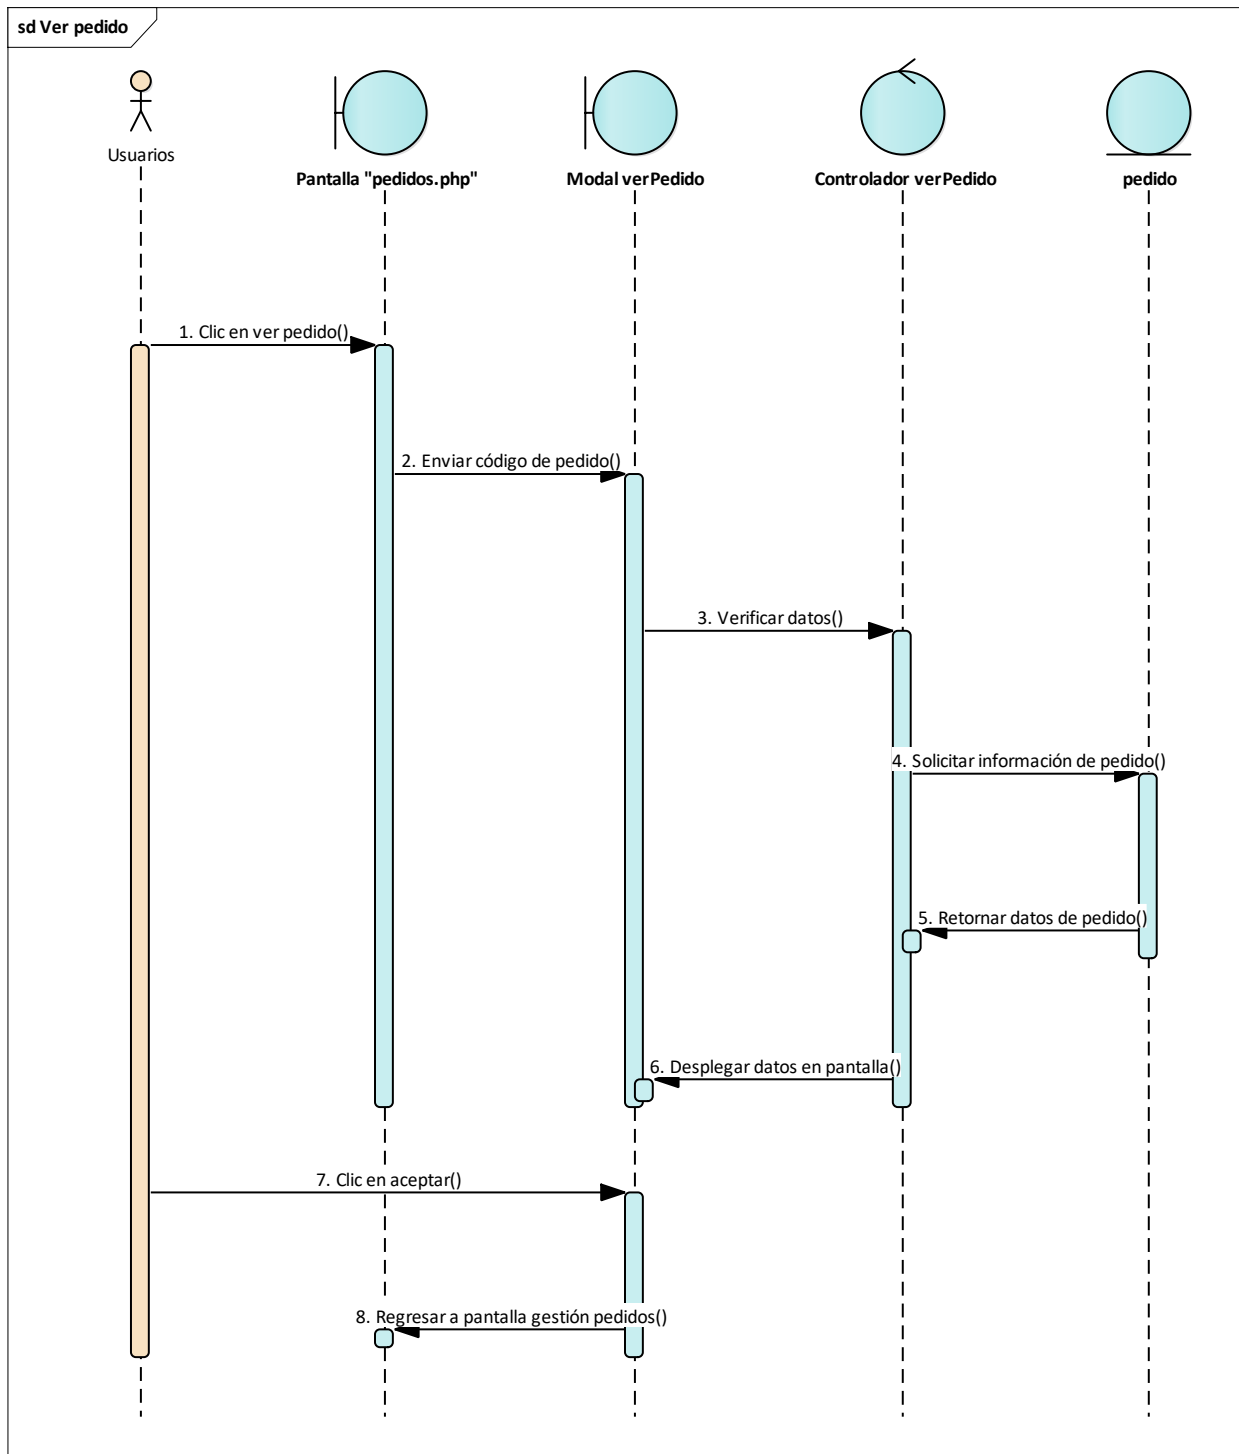 sd Ver pedido
Usuarios
Pantalla "pedidos.php"
Modal verPedido
Controlador verPedido
pedido
1. Clic en ver pedido()
2. Enviar código de pedido()
3. Verificar datos()
4. Solicitar información de pedido()
5. Retornar datos de pedido()
6. Desplegar datos en pantalla()
7. Clic en aceptar()
8. Regresar a pantalla gestión pedidos()